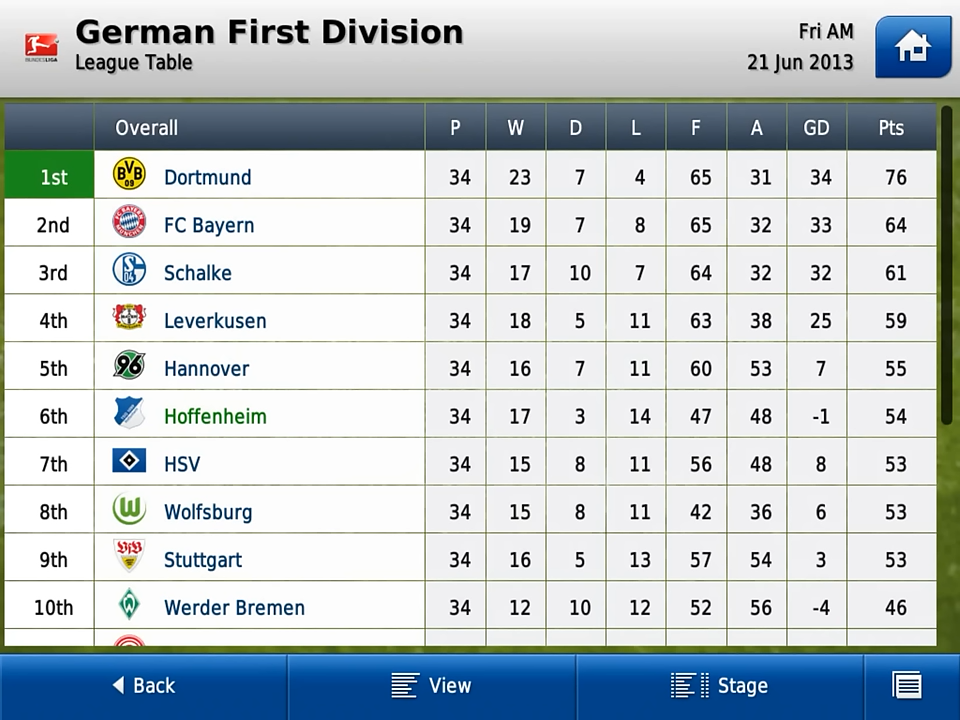 German First Division
League Table
Fri AM
21 Jun 2013
BUNDESLIGA
Overall P W D L F A GD Pts
1st BVB 09 Dortmund 34 23 7 4 65 31 34 76
2nd FC Bayern 34 19 7 8 65 32 33 64
3rd Schalke 34 17 10 7 64 32 32 61
4th Leverkusen 34 18 5 11 63 38 25 59
5th 96 Hannover 34 16 7 11 60 53 7 55
6th Hoffenheim 34 17 3 14 47 48 -1 54
7th HSV 34 15 8 11 56 48 8 53
8th W Wolfsburg 34 15 8 11 42 36 6 53
9th VfB Stuttgart 34 16 5 13 57 54 3 53
10th W Werder Bremen 34 12 10 12 52 56 -4 46
Back View Stage